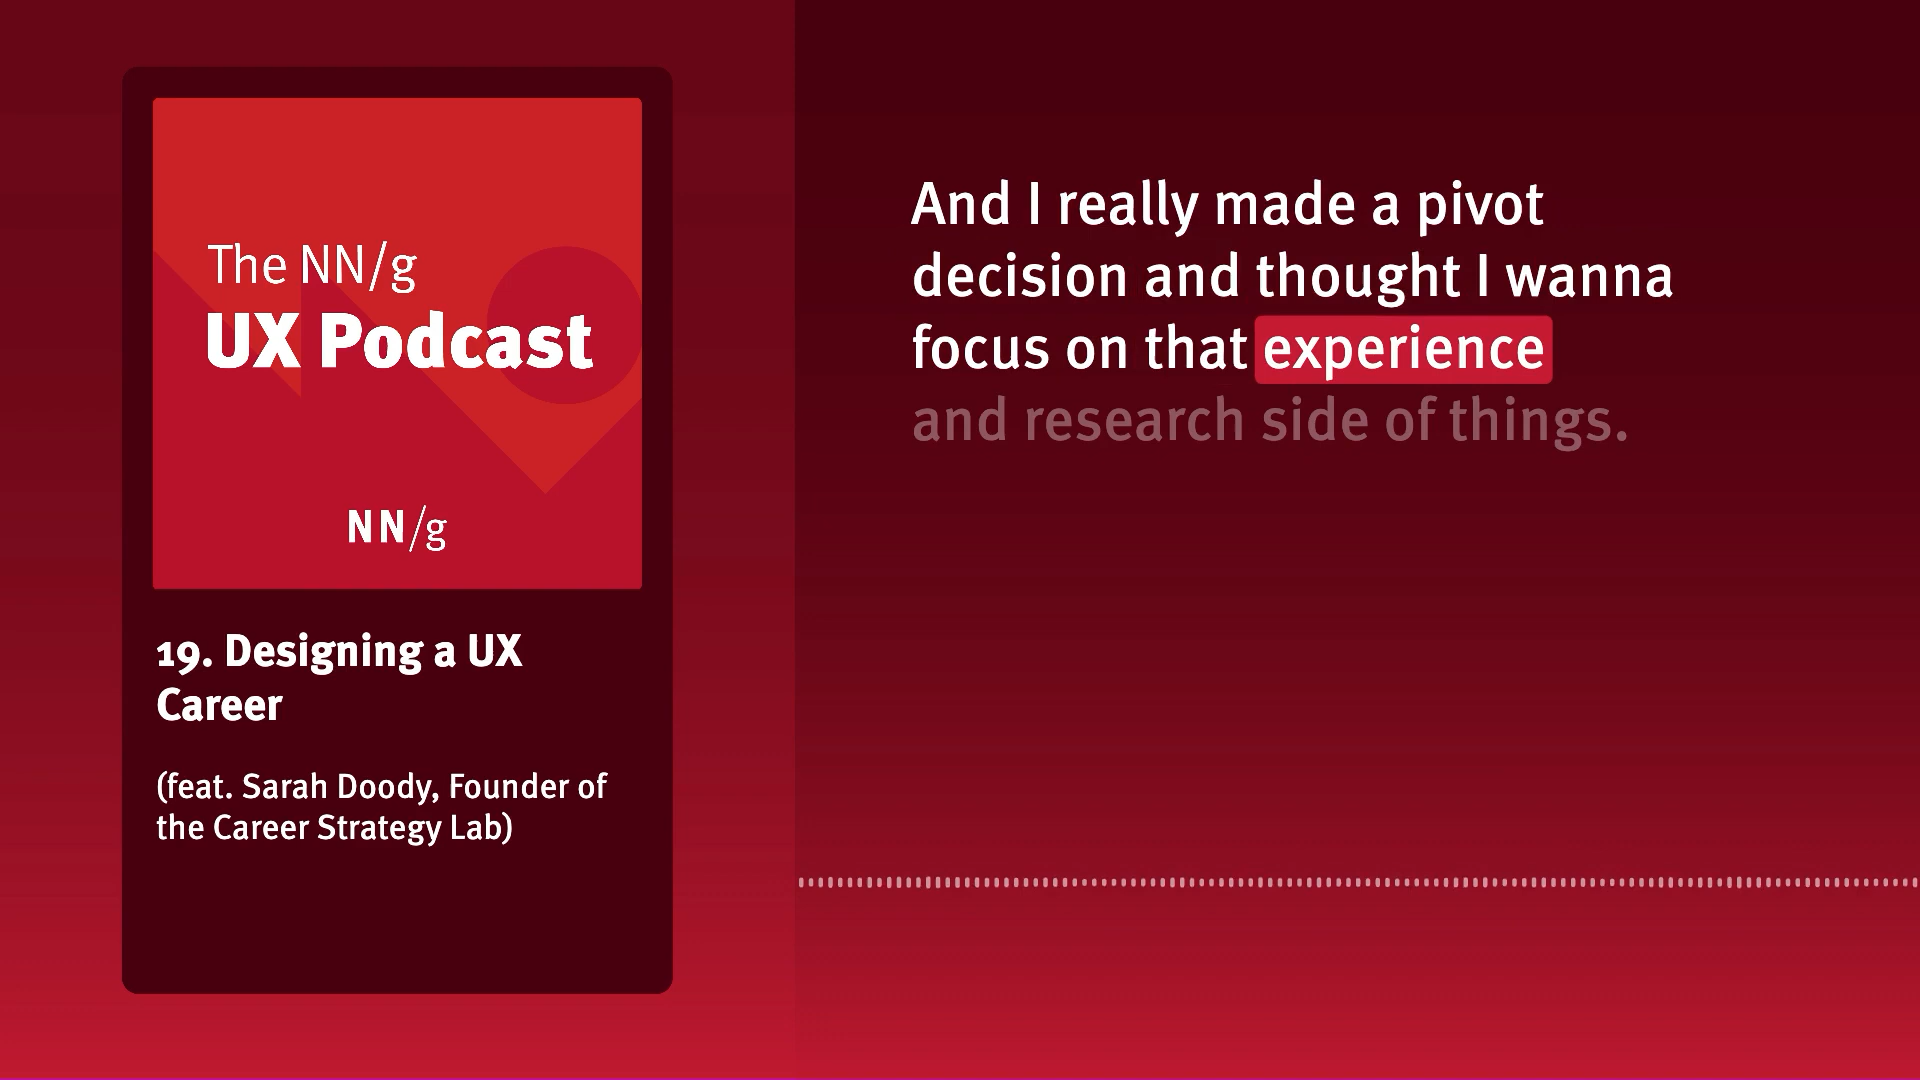 The NN/g
UX Podcast
NN/g
19. Designing a UX
Career
(feat. Sarah Doody, Founder of
the Career Strategy Lab)
And I really made a pivot
decision and thought I wanna
focus on that experience
and research side of things.